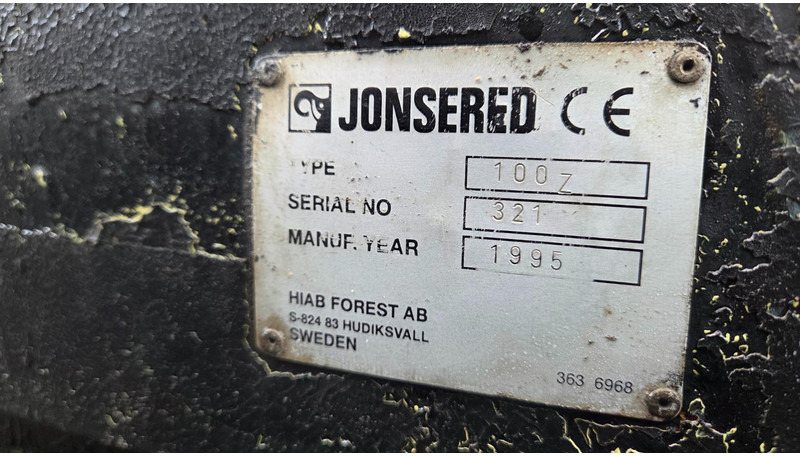 JONSERED CE
TYPE 100Z
SERIAL NO 321
MANUF. YEAR 1995
HIAB FOREST AB
S-824 83 HUDIKSVALL
SWEDEN
363 6968